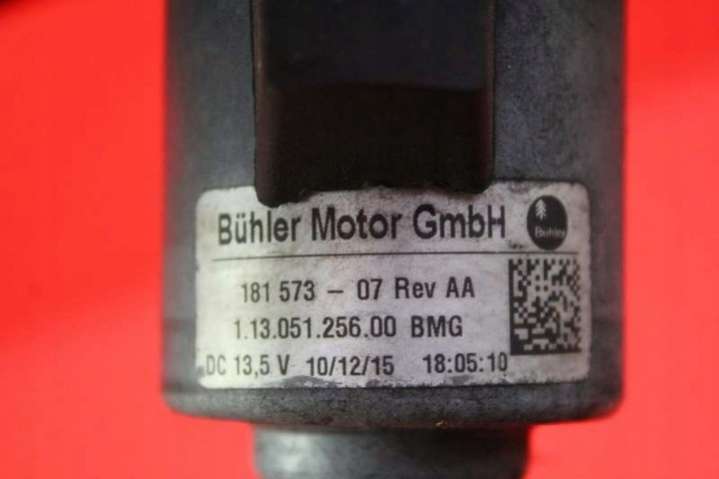 Bühler Motor GmbH
Bühler
181 573 - 07 Rev AA
1.13.051.256.00 BMG
DC 13,5 V 10/12/15 18:05:10